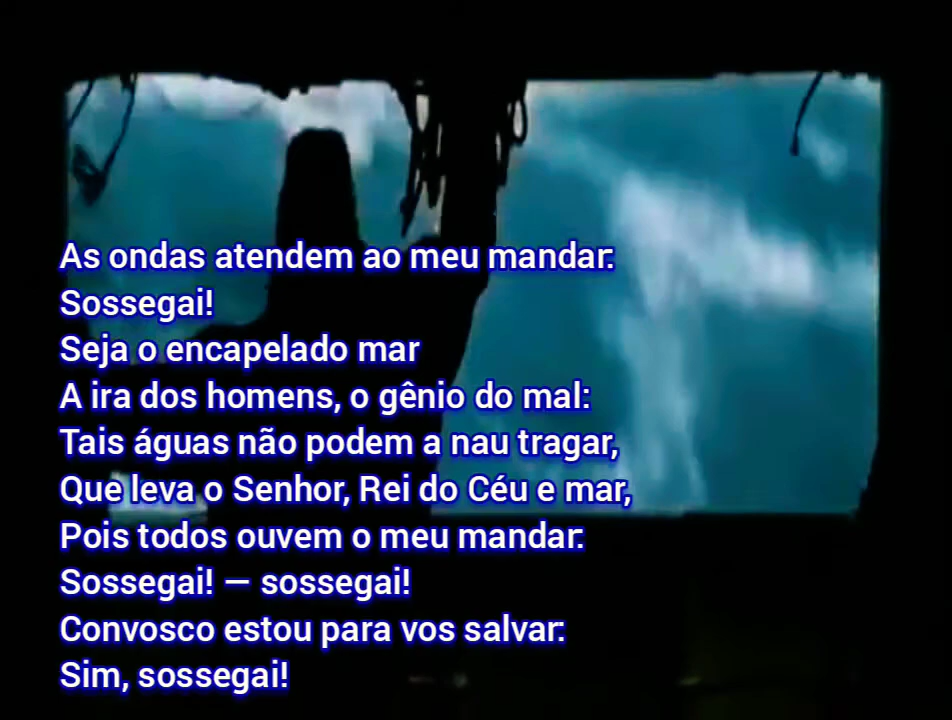 As ondas atendem ao meu mandar:
Sossegai!
Seja o encapelado mar
A ira dos homens, o gênio do mal:
Tais águas não podem a nau tragar,
Que leva o Senhor, Rei do Céu e mar,
Pois todos ouvem o meu mandar:
Sossegai! — sossegai!
Convosco estou para vos salvar:
Sim, sossegai!